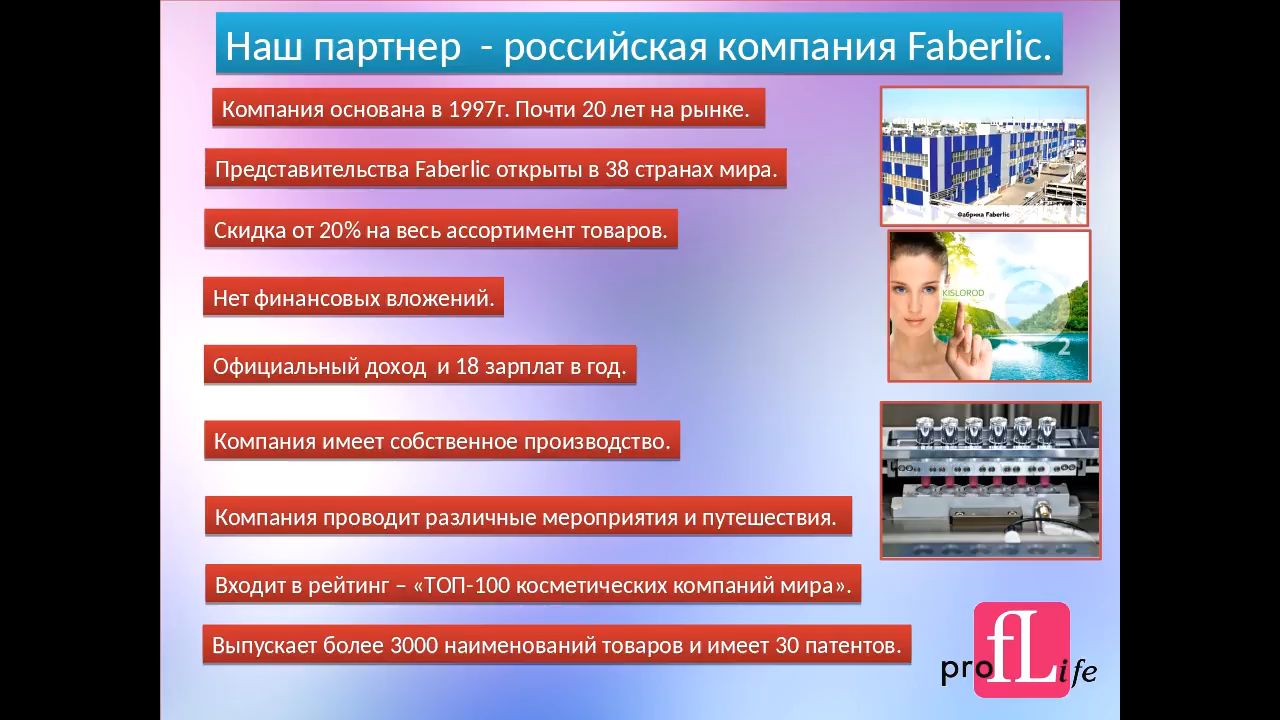 Наш партнер  - российская компания Faberlic.
Компания основана в 1997г. Почти 20 лет на рынке.
Представительства Faberlic открыты в 38 странах мира.
Скидка от 20% на весь ассортимент товаров.
Нет финансовых вложений.
Официальный доход  и 18 зарплат в год.
Компания имеет собственное производство.
Компания проводит различные мероприятия и путешествия.
Входит в рейтинг – «ТОП-100 косметических компаний мира».
Выпускает более 3000 наименований товаров и имеет 30 патентов.
Фабрика Faberlic
KISLOROD
O2
pro fL ife